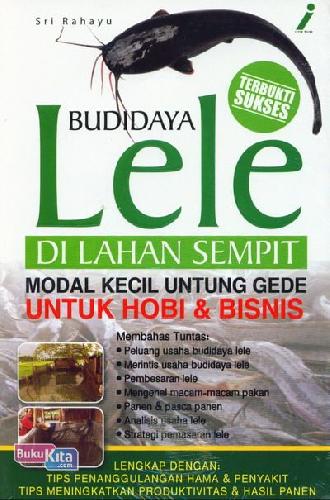 Sri Rahayu
TERBUKTI
SUKSES
BUDIDAYA
Lele
DI LAHAN SEMPIT
MODAL KECIL UNTUNG GEDE
UNTUK HOBI & BISNIS
Membahas Tuntas:
• Peluang usaha budidaya lele
• Merintis usaha budidaya lele
• Pembesaran lele
• Mengenal macam-macam pakan
• Panen & pasca panen
• Analisis usaha lele
• Strategi pemasaran lele
BukuKita
.com
LENGKAP DENGAN:
TIPS PENANGGULANGAN HAMA & PENYAKIT
TIPS MENINGKATKAN PRODUKTIVITAS & HASIL PANEN